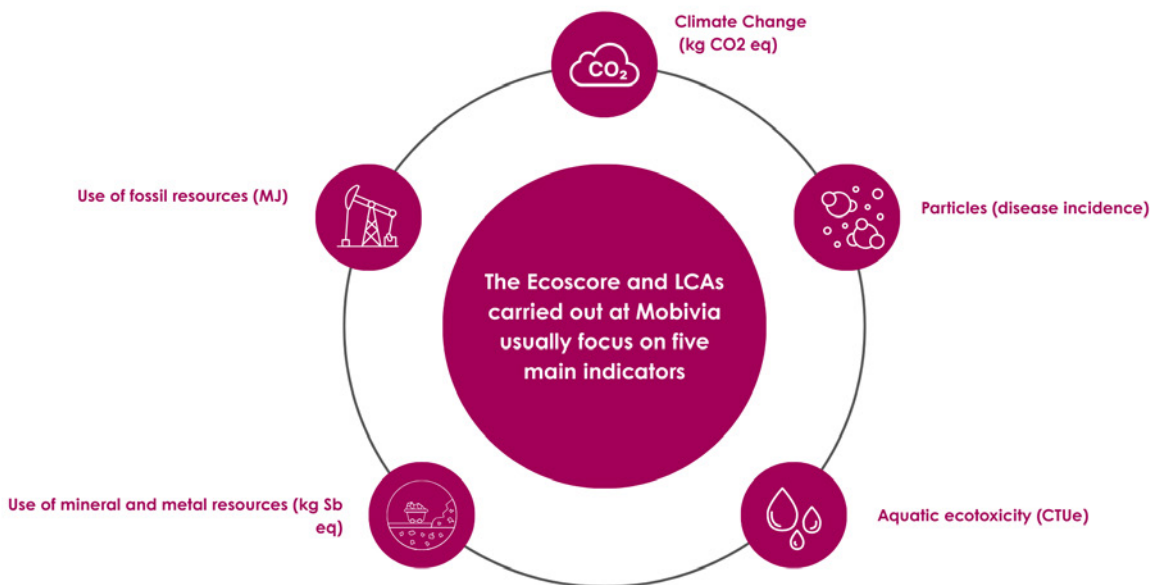 Climate Change
(kg CO2 eq)
CO₂
Use of fossil resources (MJ)
Particles (disease incidence)
The Ecoscore and LCAs
carried out at Mobivia
usually focus on five
main indicators
Use of mineral and metal resources (kg Sb
eq)
Aquatic ecotoxicity (CTUe)